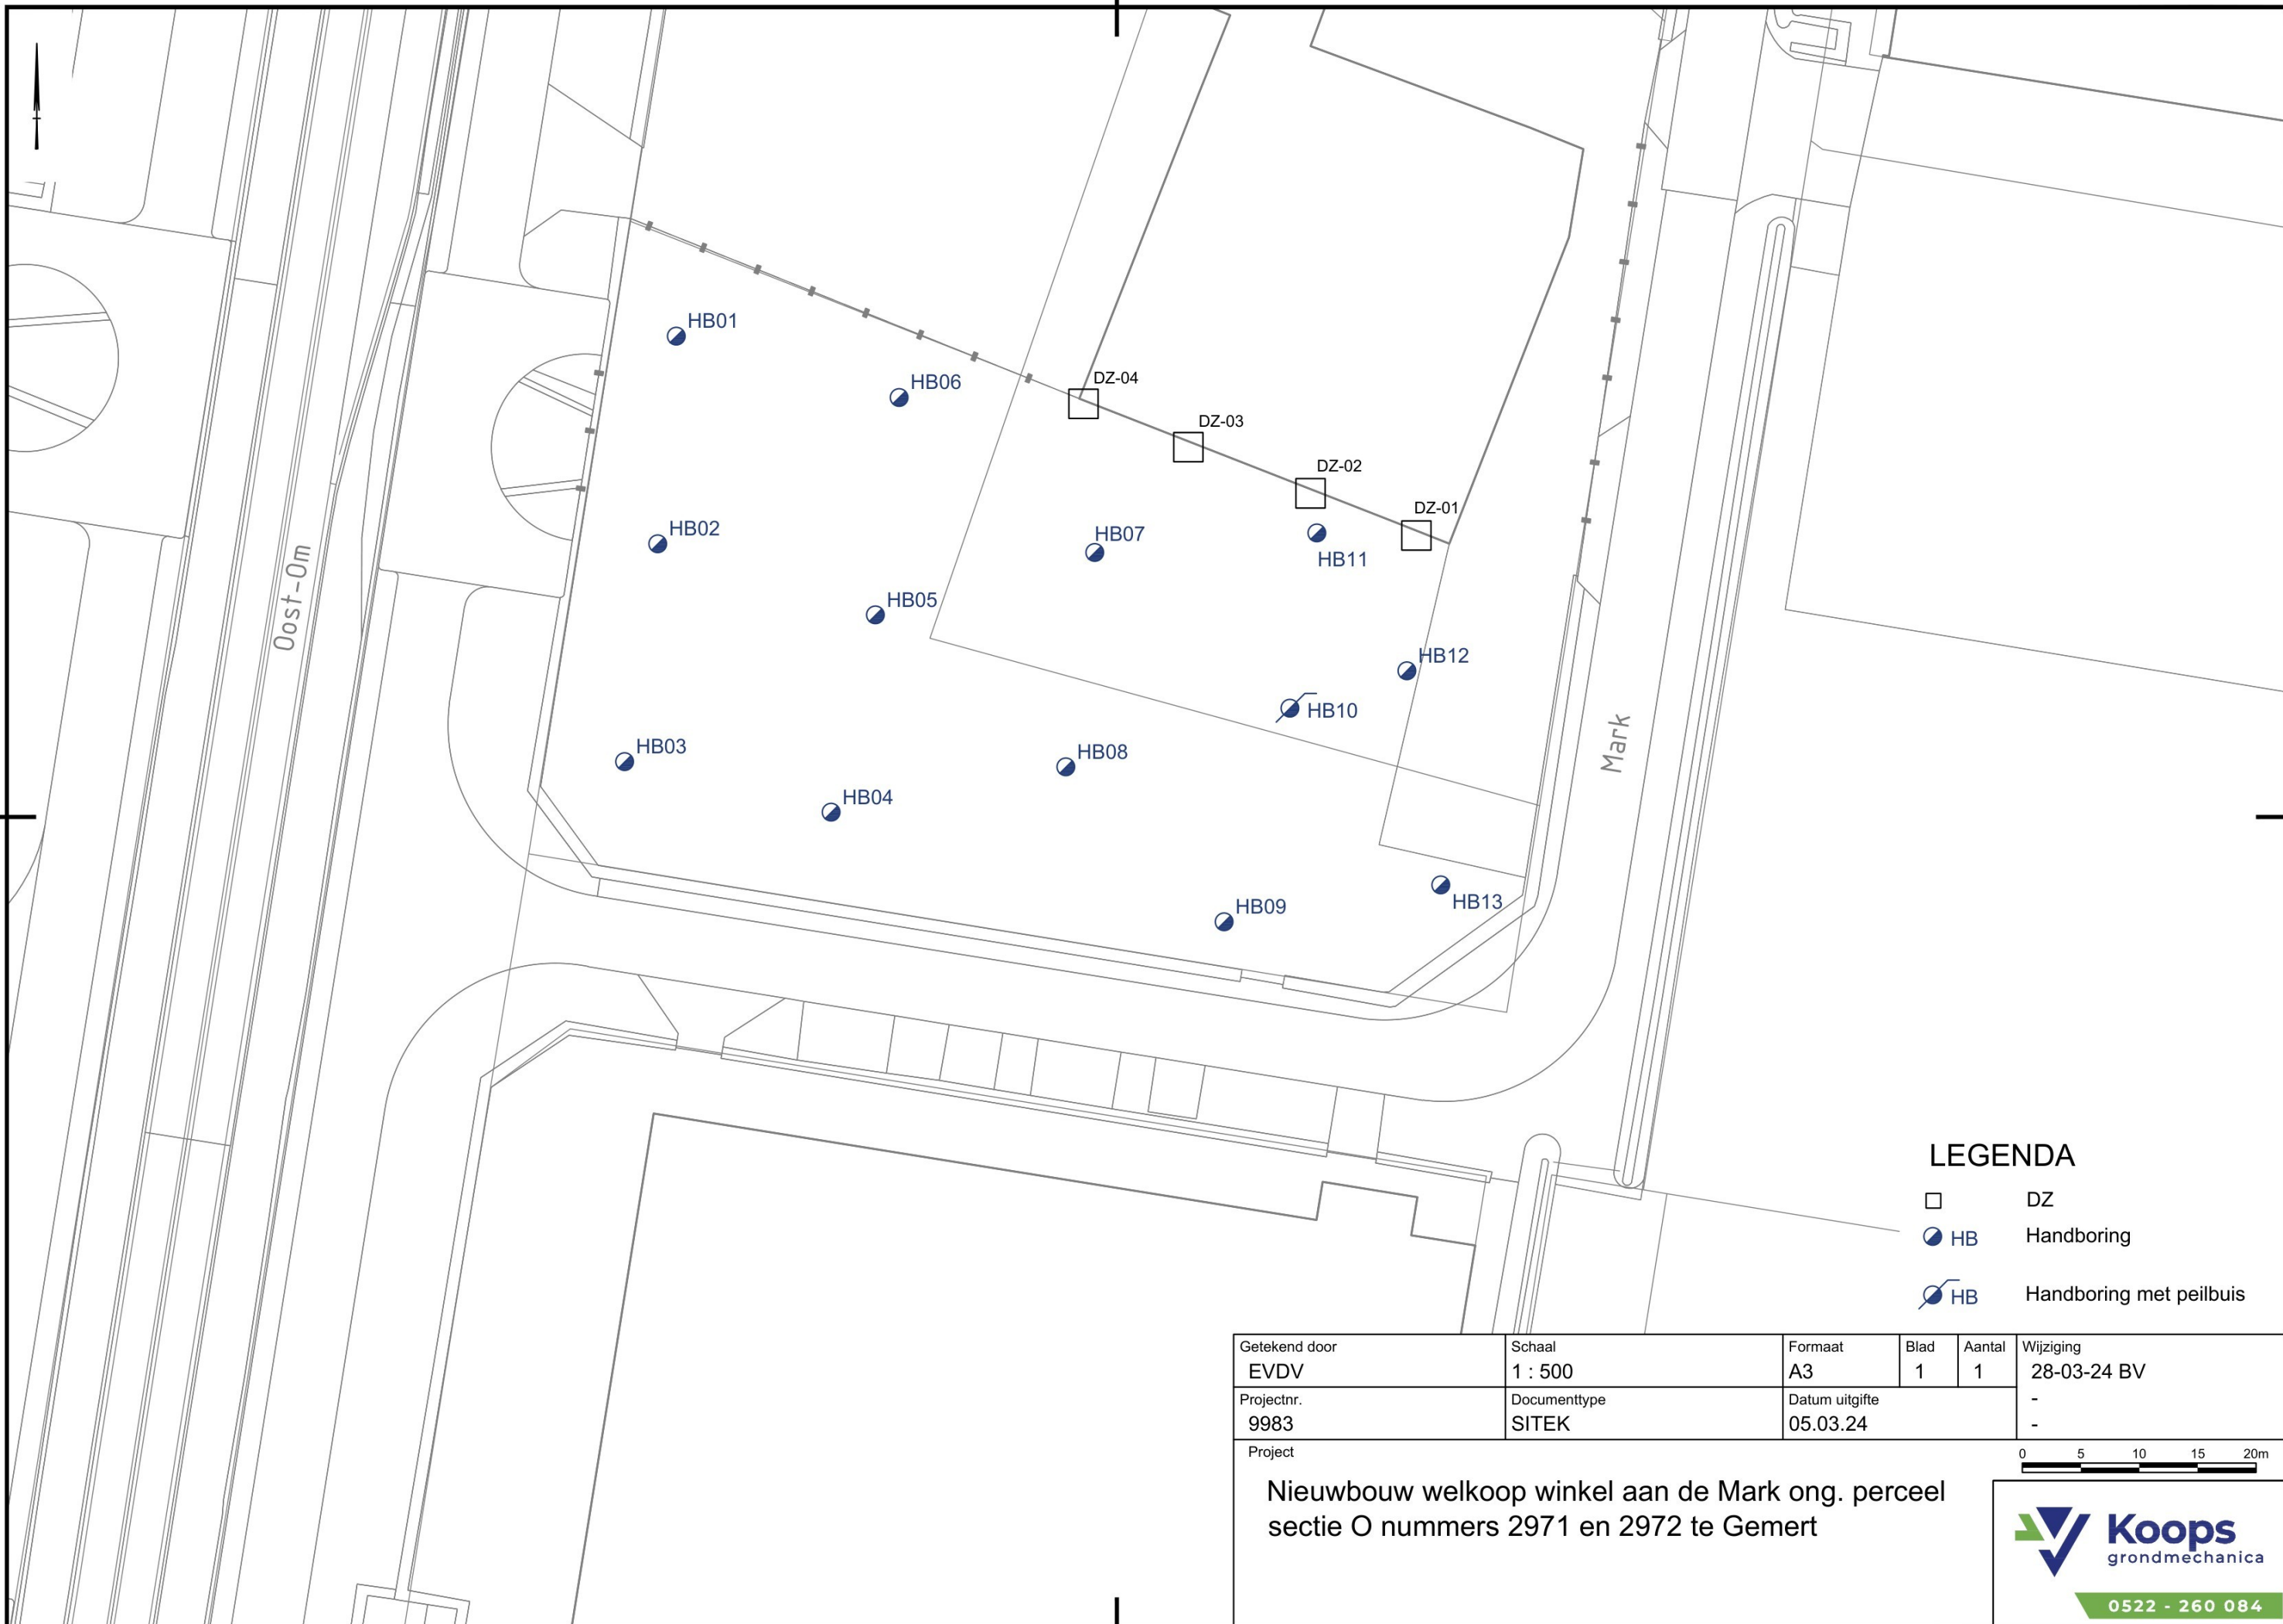 HB01
HB06
DZ-04
DZ-03
DZ-02
DZ-01
HB02
HB07
HB11
Oost-Om
HB05
HB12
HB10
Mark
HB03
HB08
HB04
HB13
HB09
LEGENDA
DZ
HB Handboring
HB Handboring met peilbuis
Getekend door Schaal Formaat Blad Aantal Wijziging
EVDV 1 : 500 A3 1 1 28-03-24 BV
Projectnr. Documenttype Datum uitgifte -
9983 SITEK 05.03.24 -
Project 0 5 10 15 20m
Nieuwbouw welkoop winkel aan de Mark ong. perceel
sectie O nummers 2971 en 2972 te Gemert
Koops
grondmechanica
0522 - 260 084